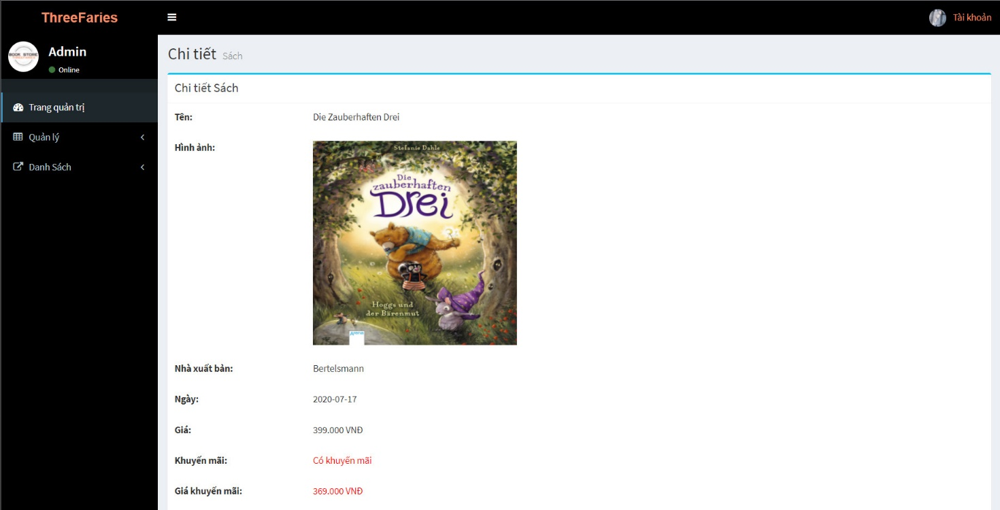 ThreeFaries
Tài khoản
BOOK STORE
Admin
Online
Trang quản trị
Quản lý
Danh Sách
Chi tiết Sách
Chi tiết Sách
Tên: Die Zauberhaften Drei
Hình ảnh:
Stefanie Dahle
Die
zauberhaften
Drei
Hoggs und
der Bärenmut
Arena
Nhà xuất bản: Bertelsmann
Ngày: 2020-07-17
Giá: 399.000 VNĐ
Khuyến mãi: Có khuyến mãi
Giá khuyến mãi: 369.000 VNĐ